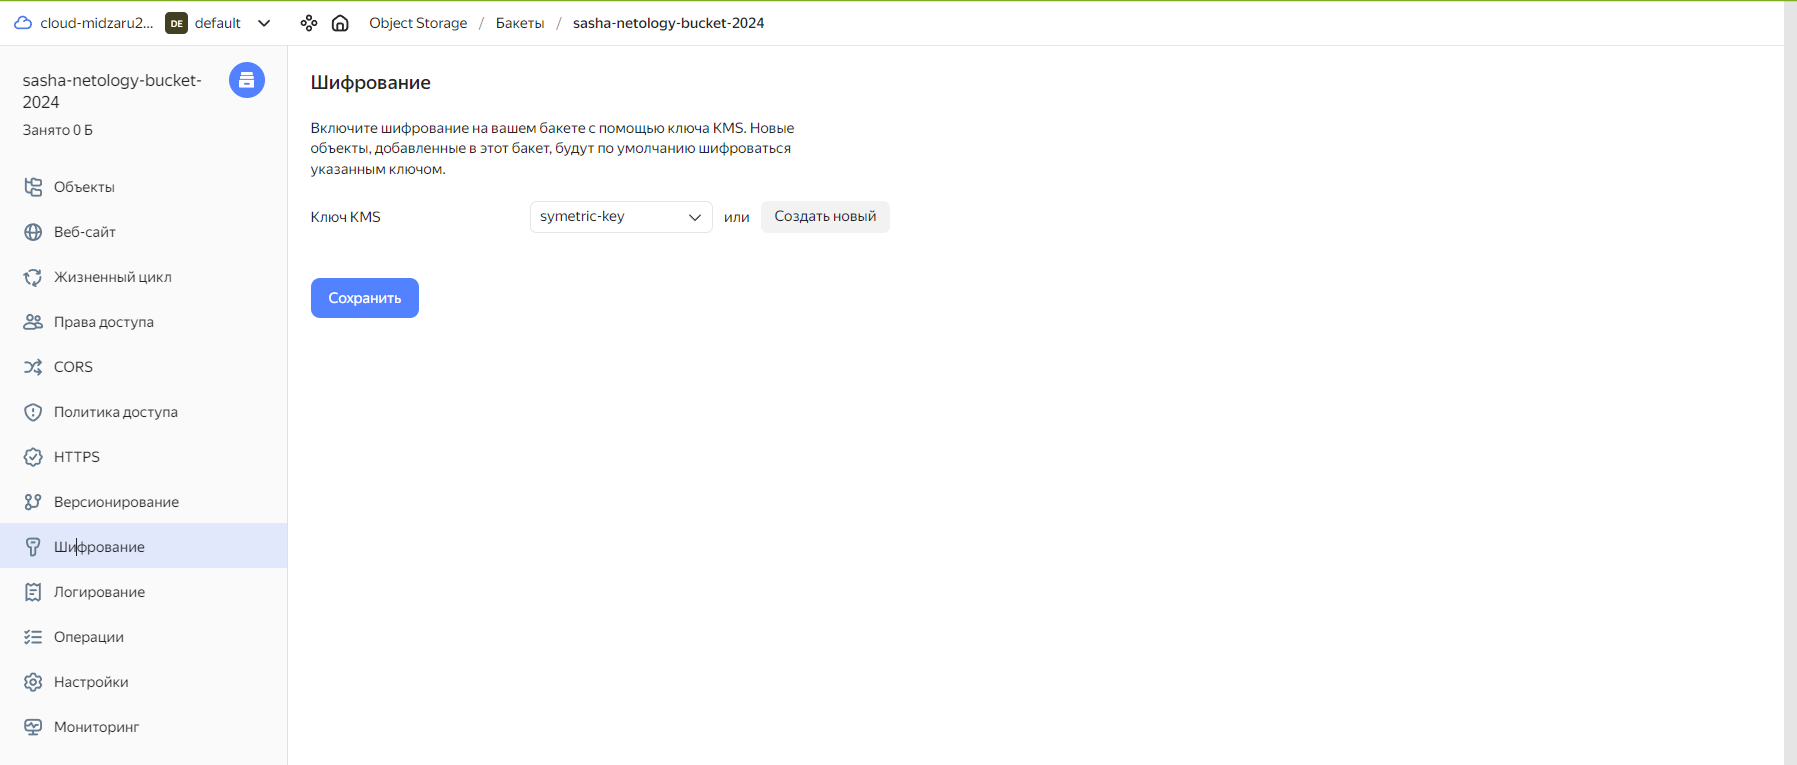 cloud-midzaru2... DE default Object Storage / Бакеты / sasha-netology-bucket-2024
sasha-netology-bucket-
2024
Занято 0 Б
Объекты
Веб-сайт
Жизненный цикл
Права доступа
CORS
Политика доступа
HTTPS
Версионирование
Шифрование
Логирование
Операции
Настройки
Мониторинг
Шифрование
Включите шифрование на вашем бакете с помощью ключа KMS. Новые
объекты, добавленные в этот бакет, будут по умолчанию шифроваться
указанным ключом.
Ключ KMS symetric-key или Создать новый
Сохранить